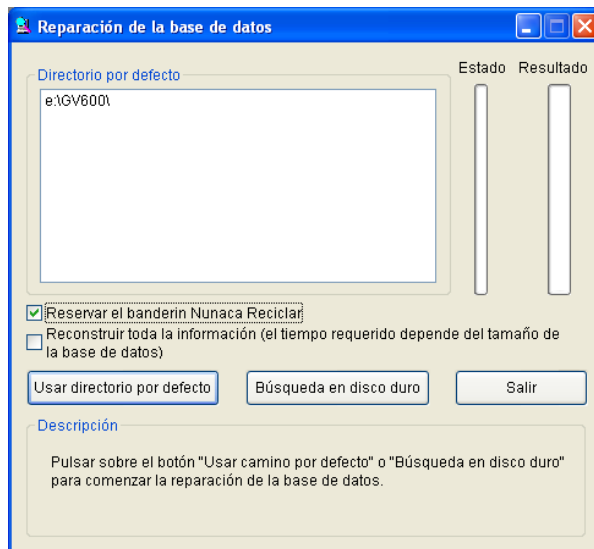 Reparación de la base de datos
Estado Resultado
Directorio por defecto
e:\GV600\
Reservar el banderin Nunaca Reciclar
Reconstruir toda la información (el tiempo requerido depende del tamaño de
la base de datos)
Usar directorio por defecto
Búsqueda en disco duro
Salir
Descripción
Pulsar sobre el botón "Usar camino por defecto" o "Búsqueda en disco duro"
para comenzar la reparación de la base de datos.